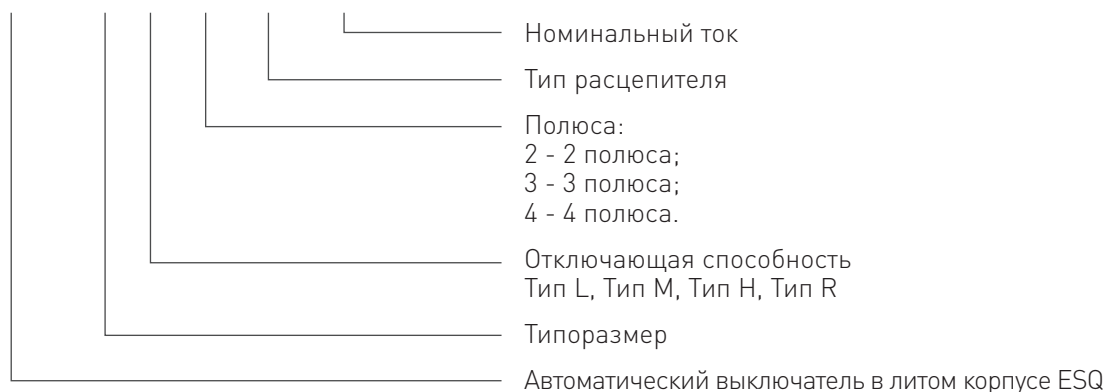 Номинальный ток
Тип расцепителя
Полюса:
2 - 2 полюса;
3 - 3 полюса;
4 - 4 полюса.
Отключающая способность
Тип L, Тип M, Тип H, Тип R
Типоразмер
Автоматический выключатель в литом корпусе ESQ